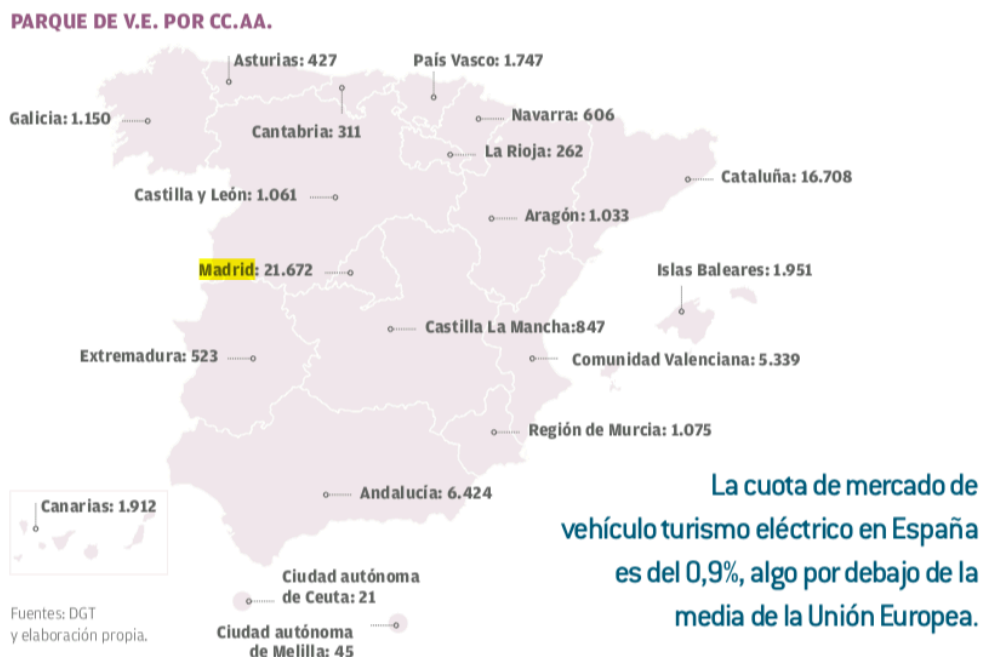 PARQUE DE V.E. POR CC.AA.
Asturias: 427
País Vasco: 1.747
Galicia: 1.150
Cantabria: 311
Navarra: 606
La Rioja: 262
Cataluña: 16.708
Castilla y León: 1.061
Aragón: 1.033
Madrid: 21.672
Islas Baleares: 1.951
Castilla La Mancha:847
Extremadura: 523
Comunidad Valenciana: 5.339
Región de Murcia: 1.075
Andalucía: 6.424
Canarias: 1.912
La cuota de mercado de
vehículo turismo eléctrico en España
es del 0,9%, algo por debajo de la
media de la Unión Europea.
Ciudad autónoma
de Ceuta: 21
Ciudad autónoma
de Melilla: 45
Fuentes: DGT
y elaboración propia.